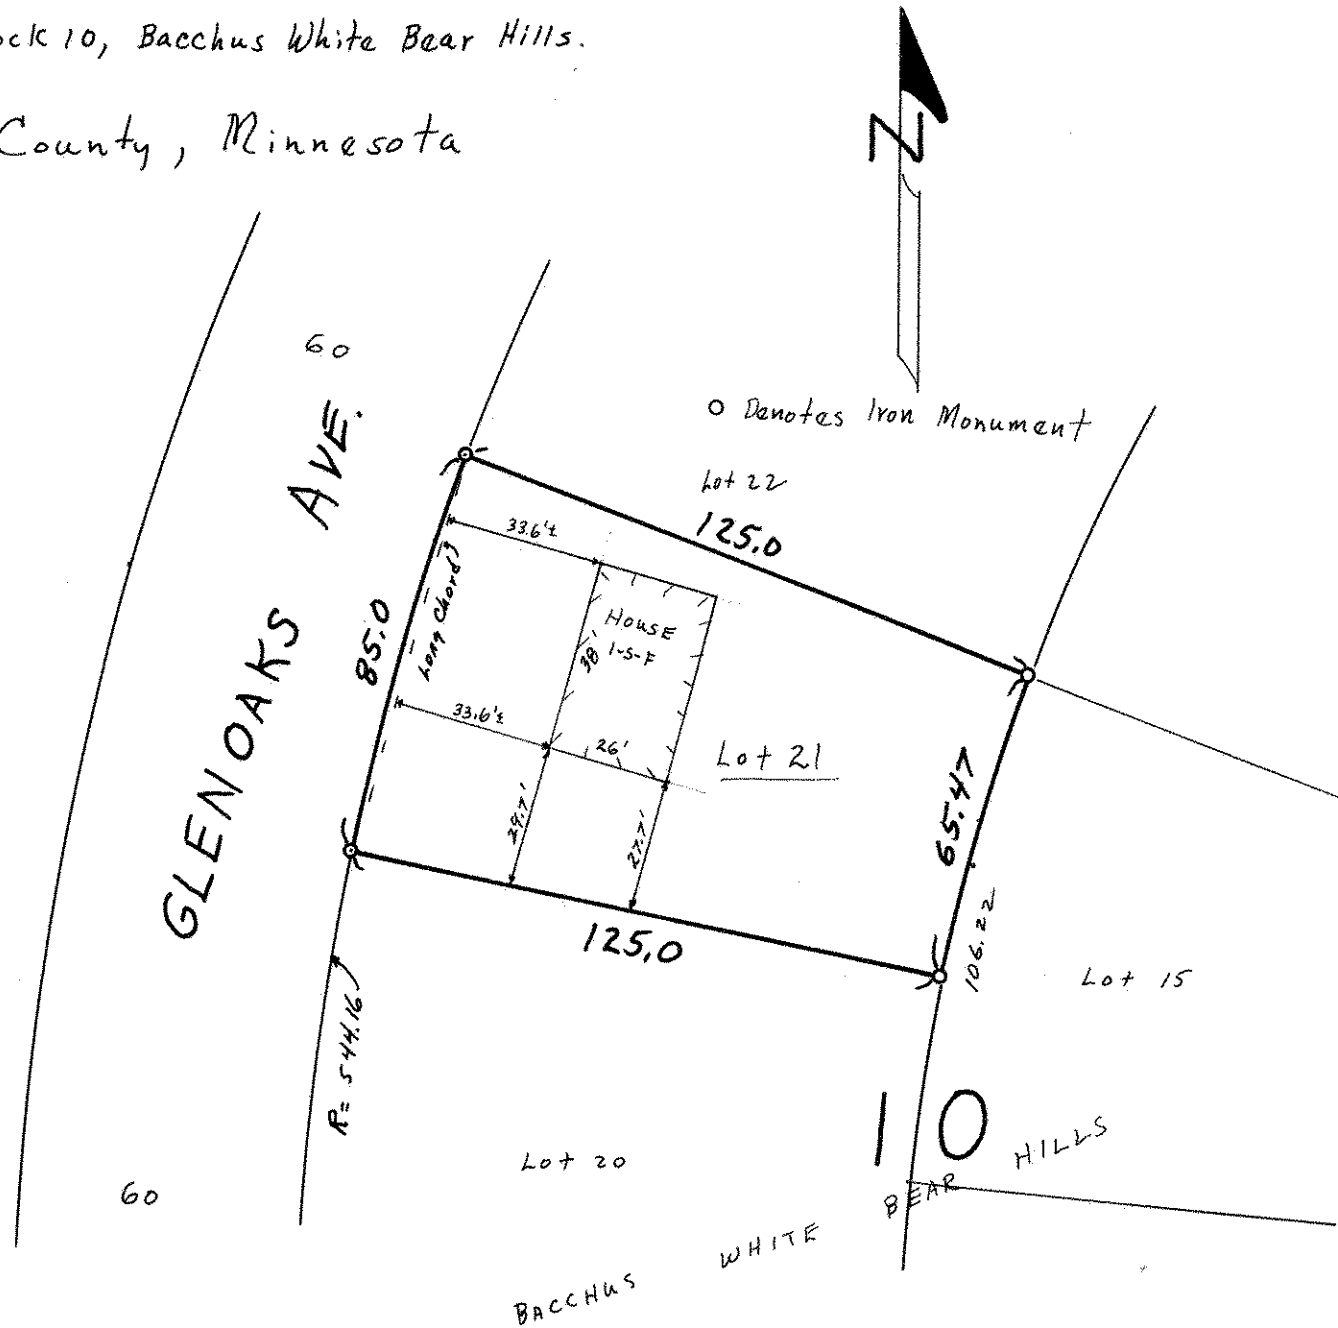 ock 10, Bacchus White Bear Hills.
County, Minnesota
N
60
GLENOAKS AVE.
o Denotes Iron Monument
Lot 22
125.0
33.6'±
85.0
Long Chord
HOUSE
1-S-F
38'
33.6'±
26'
Lot 21
29.7'
27.7'
65.47
125.0
106.22
Lot 15
R= 544.16
10
Lot 20
60
BACCHUS WHITE BEAR HILLS